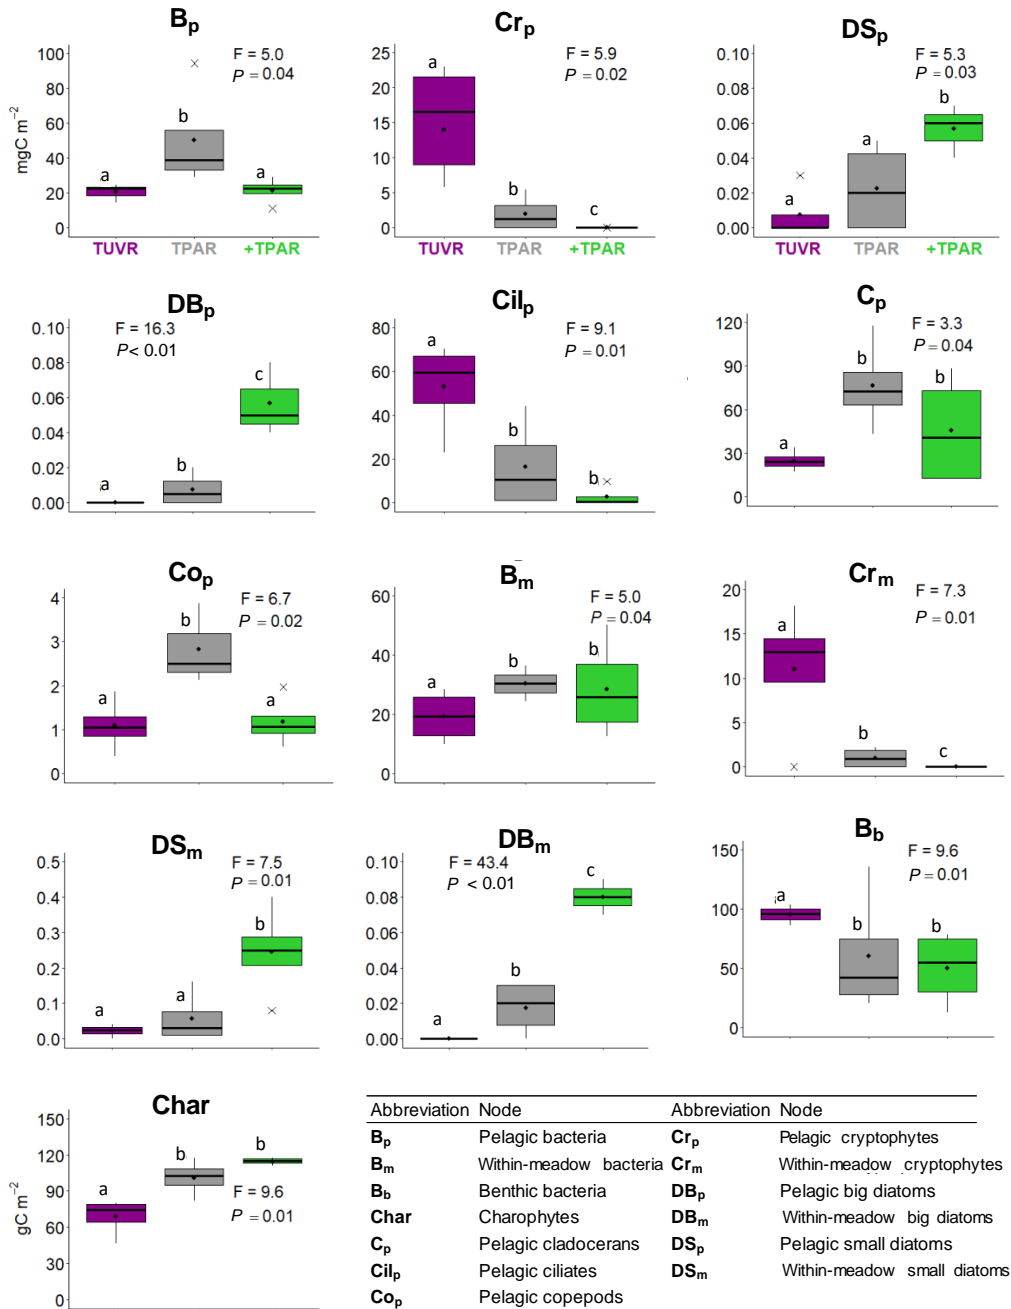 Bp
F = 5.0
P = 0.04
mgC m⁻²
100
80
60
40
20
0
a
b
a
TUVR
TPAR
+TPAR
Crp
F = 5.9
P = 0.02
25
20
15
10
5
0
a
b
c
TUVR
TPAR
+TPAR
DSp
F = 5.3
P = 0.03
0.10
0.08
0.06
0.04
0.02
0.00
a
a
b
TUVR
TPAR
+TPAR
DBp
F = 16.3
P < 0.01
0.10
0.08
0.06
0.04
0.02
0.00
a
b
c
Cilp
F = 9.1
P = 0.01
80
60
40
20
0
a
b
b
Cp
F = 3.3
P = 0.04
120
90
60
30
0
a
b
b
Cop
F = 6.7
P = 0.02
4
3
2
1
0
a
b
a
Bm
F = 5.0
P = 0.04
60
40
20
0
a
b
b
Crm
F = 7.3
P = 0.01
20
15
10
5
0
a
b
c
DSm
F = 7.5
P = 0.01
0.5
0.4
0.3
0.2
0.1
0.0
a
a
b
DBm
F = 43.4
P < 0.01
0.10
0.08
0.06
0.04
0.02
0.00
a
b
c
Bb
F = 9.6
P = 0.01
150
100
50
0
a
b
b
Char
gC m⁻²
150
120
90
60
30
0
a
b
b
F = 9.6
P = 0.01
Abbreviation Node Abbreviation Node
Bp Pelagic bacteria Crp Pelagic cryptophytes
Bm Within-meadow bacteria Crm Within-meadow cryptophytes
Bb Benthic bacteria DBp Pelagic big diatoms
Char Charophytes DBm Within-meadow big diatoms
Cp Pelagic cladocerans DSp Pelagic small diatoms
Cilp Pelagic ciliates DSm Within-meadow small diatoms
Cop Pelagic copepods